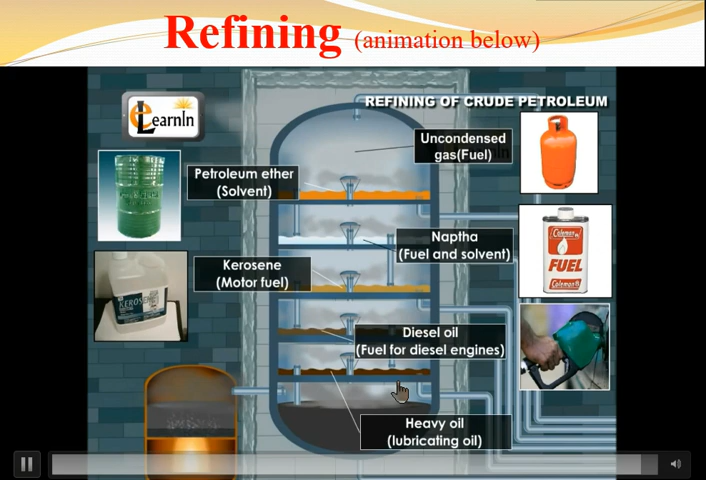 Refining (animation below)
eLearnIn
REFINING OF CRUDE PETROLEUM
Uncondensed
gas(Fuel)
Petroleum ether
(Solvent)
Naptha
(Fuel and solvent)
Coleman
FUEL
Coleman
Kerosene
(Motor fuel)
Diesel oil
(Fuel for diesel engines)
Heavy oil
(lubricating oil)